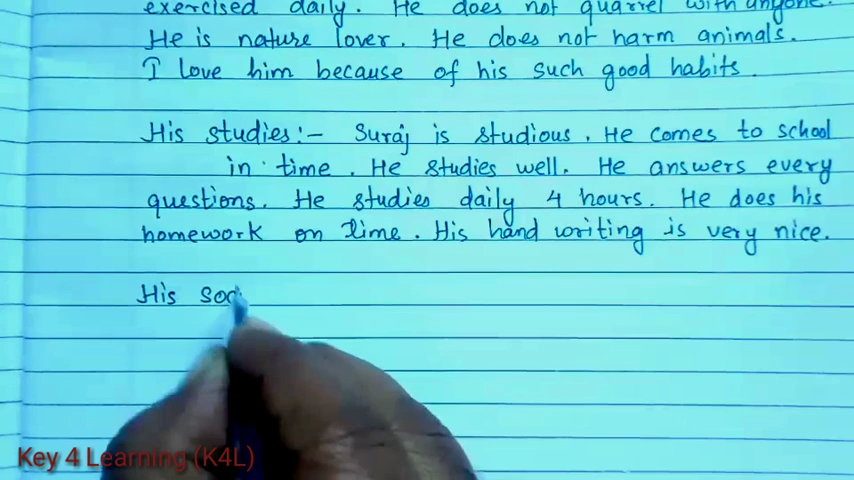 exercised daily. He does not quarrel with anyone.
He is nature lover. He does not harm animals.
I love him because of his such good habits.
His studies:- Suraj is studious. He comes to school
in time. He studies well. He answers every
questions. He studies daily 4 hours. He does his
homework on time. His hand writing is very nice.
His soc
Key 4 Learning (K4L)